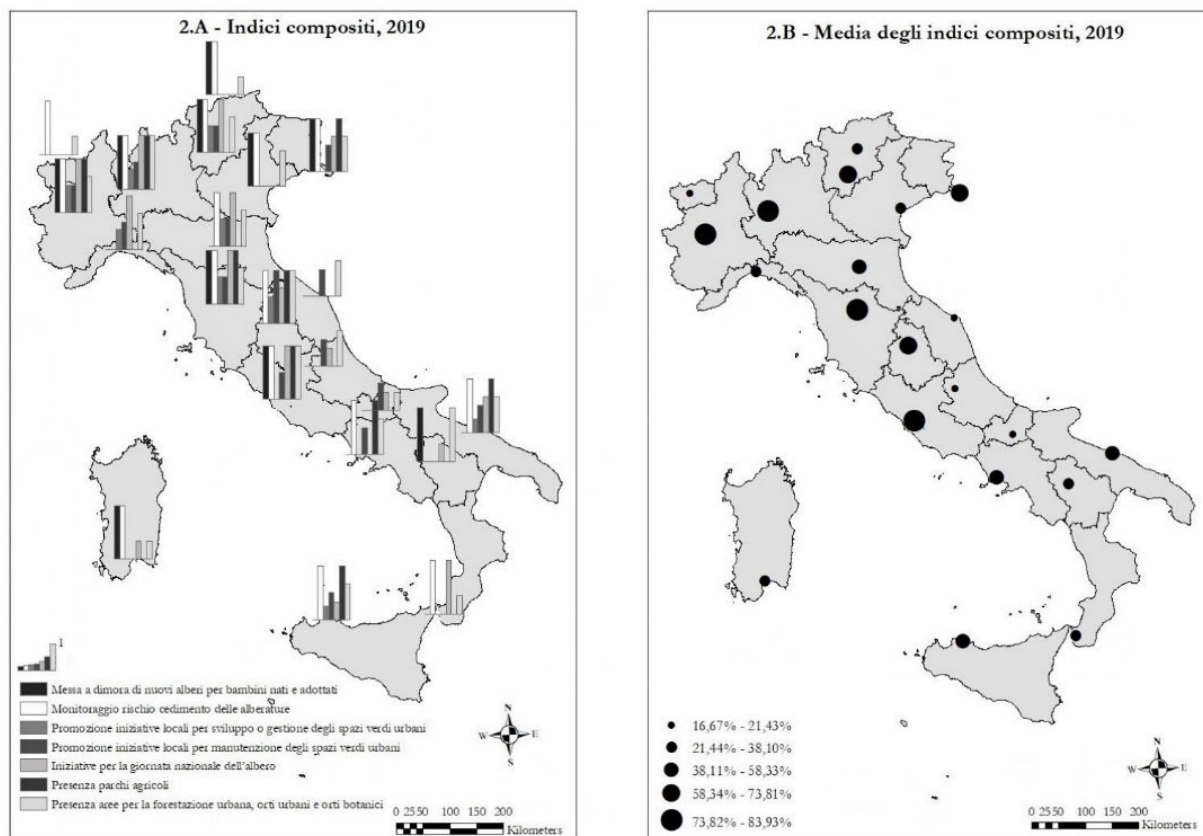 2.A - Indici compositi, 2019
1
Messa a dimora di nuovi alberi per bambini nati e adottati
Monitoraggio rischio cedimento delle alberature
Promozione iniziative locali per sviluppo o gestione degli spazi verdi urbani
Promozione iniziative locali per manutenzione degli spazi verdi urbani
Iniziative per la giornata nazionale dell'albero
Presenza parchi agricoli
Presenza aree per la forestazione urbana, orti urbani e orti botanici
N
W E
S
0 25 50 100 150 200
Kilometers
2.B - Media degli indici compositi, 2019
16,67% - 21,43%
21,44% - 38,10%
38,11% - 58,33%
58,34% - 73,81%
73,82% - 83,93%
N
W E
S
0 25 50 100 150 200
Kilometers